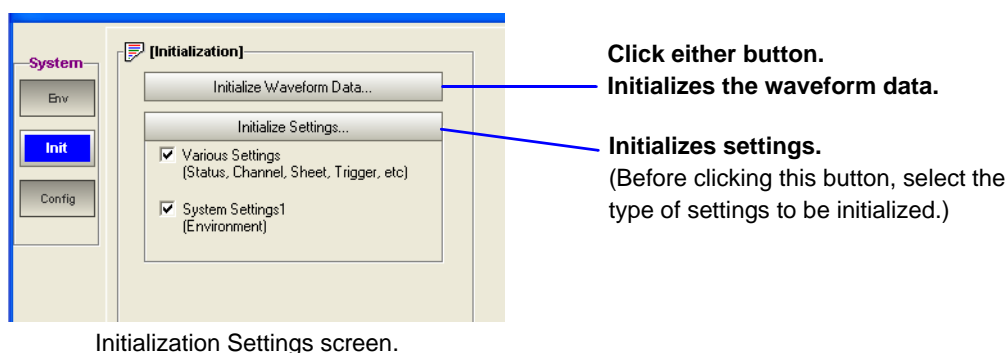 System
Env
Init
Config
[Initialization]
Initialize Waveform Data...
Initialize Settings...
Various Settings
(Status, Channel, Sheet, Trigger, etc)
System Settings1
(Environment)
Click either button.
Initializes the waveform data.
Initializes settings.
(Before clicking this button, select the
type of settings to be initialized.)
Initialization Settings screen.